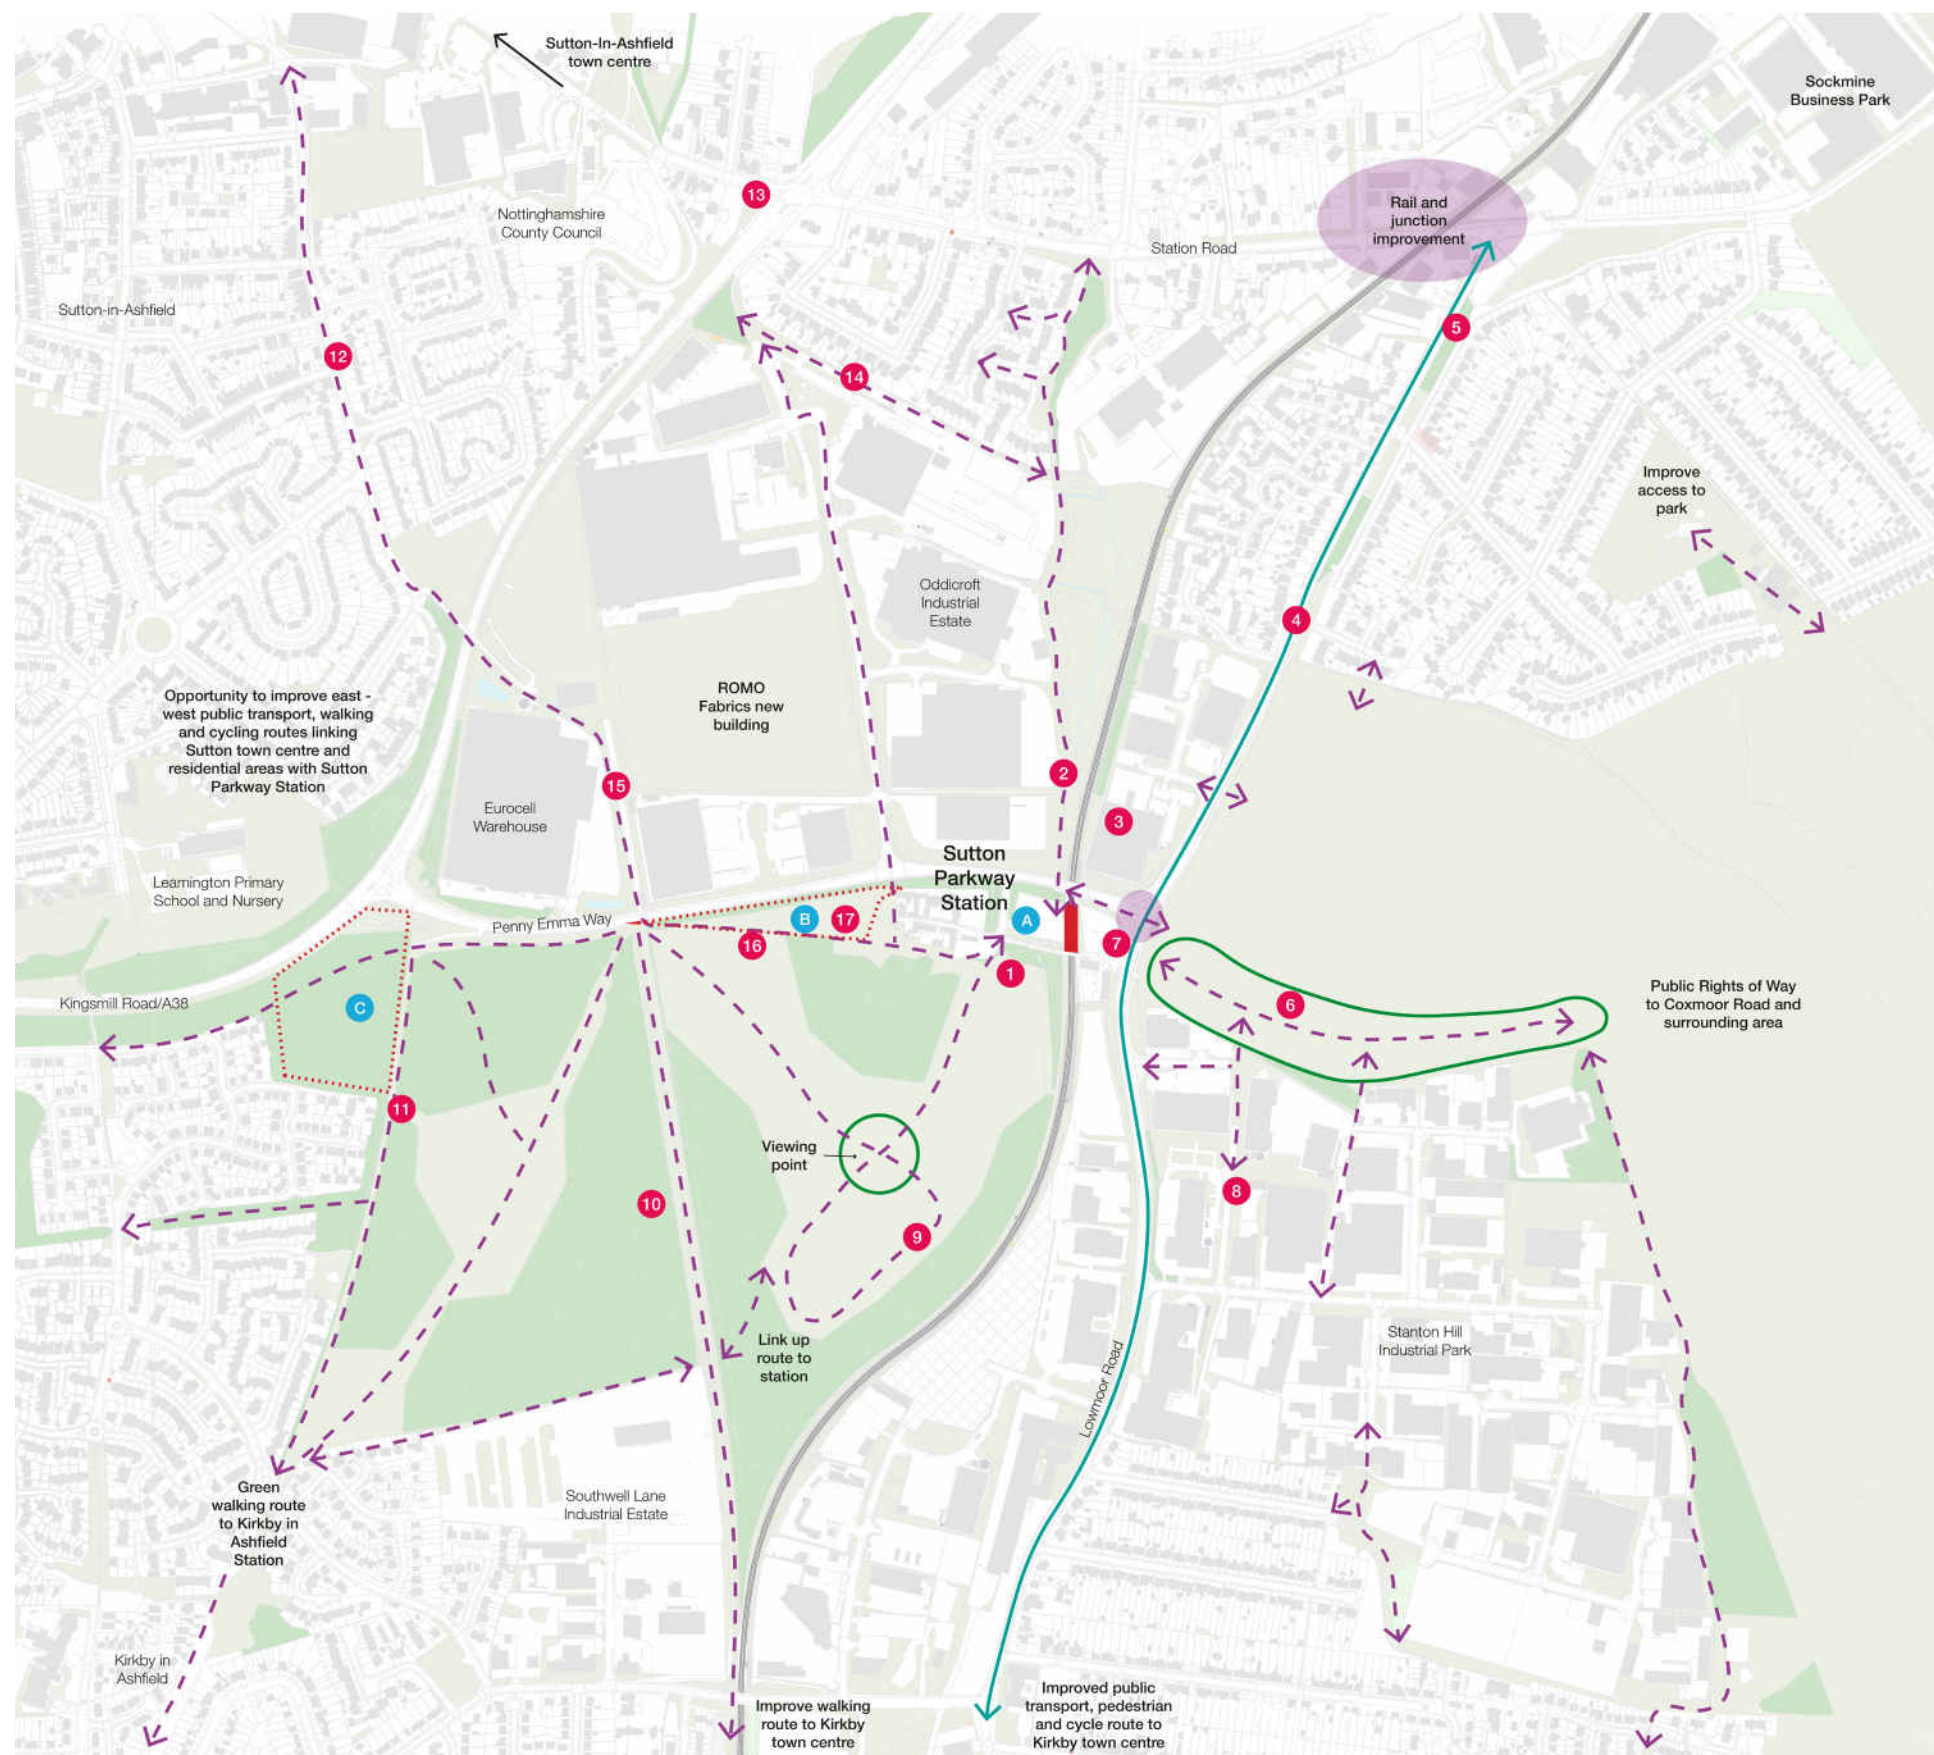 Sutton-In-Ashfield
town centre
Sockmine
Business Park
13
Nottinghamshire
County Council
Rail and
junction
improvement
Station Road
Sutton-in-Ashfield
5
12
14
Improve
access to
park
Oddicroft
Industrial
Estate
4
ROMO
Fabrics new
building
Opportunity to improve east -
west public transport, walking
and cycling routes linking
Sutton town centre and
residential areas with Sutton
Parkway Station
2
15
Eurocell
Warehouse
3
Sutton
Parkway
Station
Leamington Primary
School and Nursery
Penny Emma Way
B
17
A
16
7
1
Kingsmill Road/A38
C
6
Public Rights of Way
to Coxmoor Road and
surrounding area
11
Viewing
point
10
8
9
Link up
route to
station
Stanton Hill
Industrial Park
Lowmoor Road
Green
walking route
to Kirkby in
Ashfield
Station
Southwell Lane
Industrial Estate
Kirkby in
Ashfield
Improve walking
route to Kirkby
town centre
Improved public
transport, pedestrian
and cycle route to
Kirkby town centre